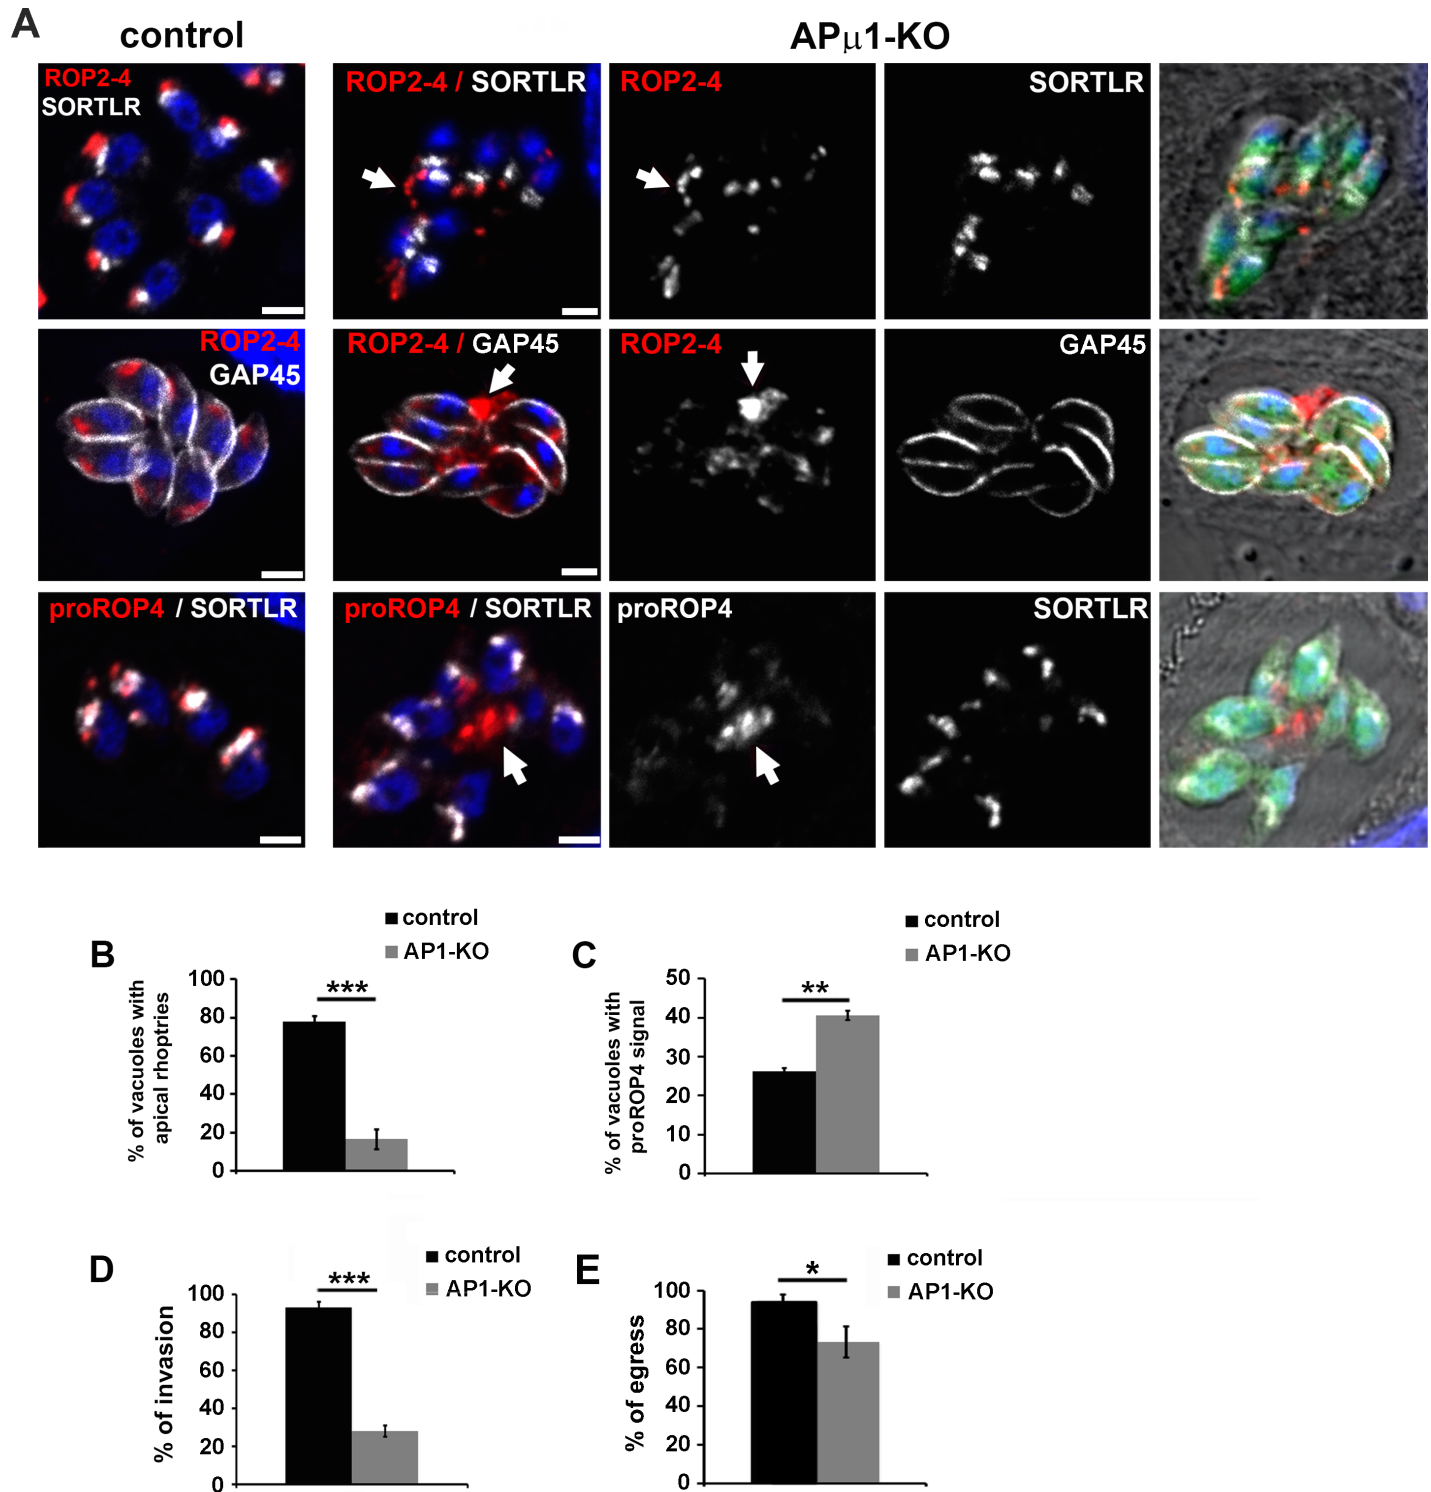 A
control
APμ1-KO
ROP2-4
SORTLR
ROP2-4 / SORTLR
ROP2-4
SORTLR
ROP2-4
GAP45
ROP2-4 / GAP45
ROP2-4
GAP45
proROP4 / SORTLR
proROP4 / SORTLR
proROP4
SORTLR
B
control
AP1-KO
% of vacuoles with
apical rhoptries
100
80
60
40
20
0
***
C
control
AP1-KO
% of vacuoles with
proROP4 signal
50
40
30
20
10
0
**
D
control
AP1-KO
% of invasion
100
80
60
40
20
0
***
E
control
AP1-KO
% of egress
100
80
60
40
20
0
*